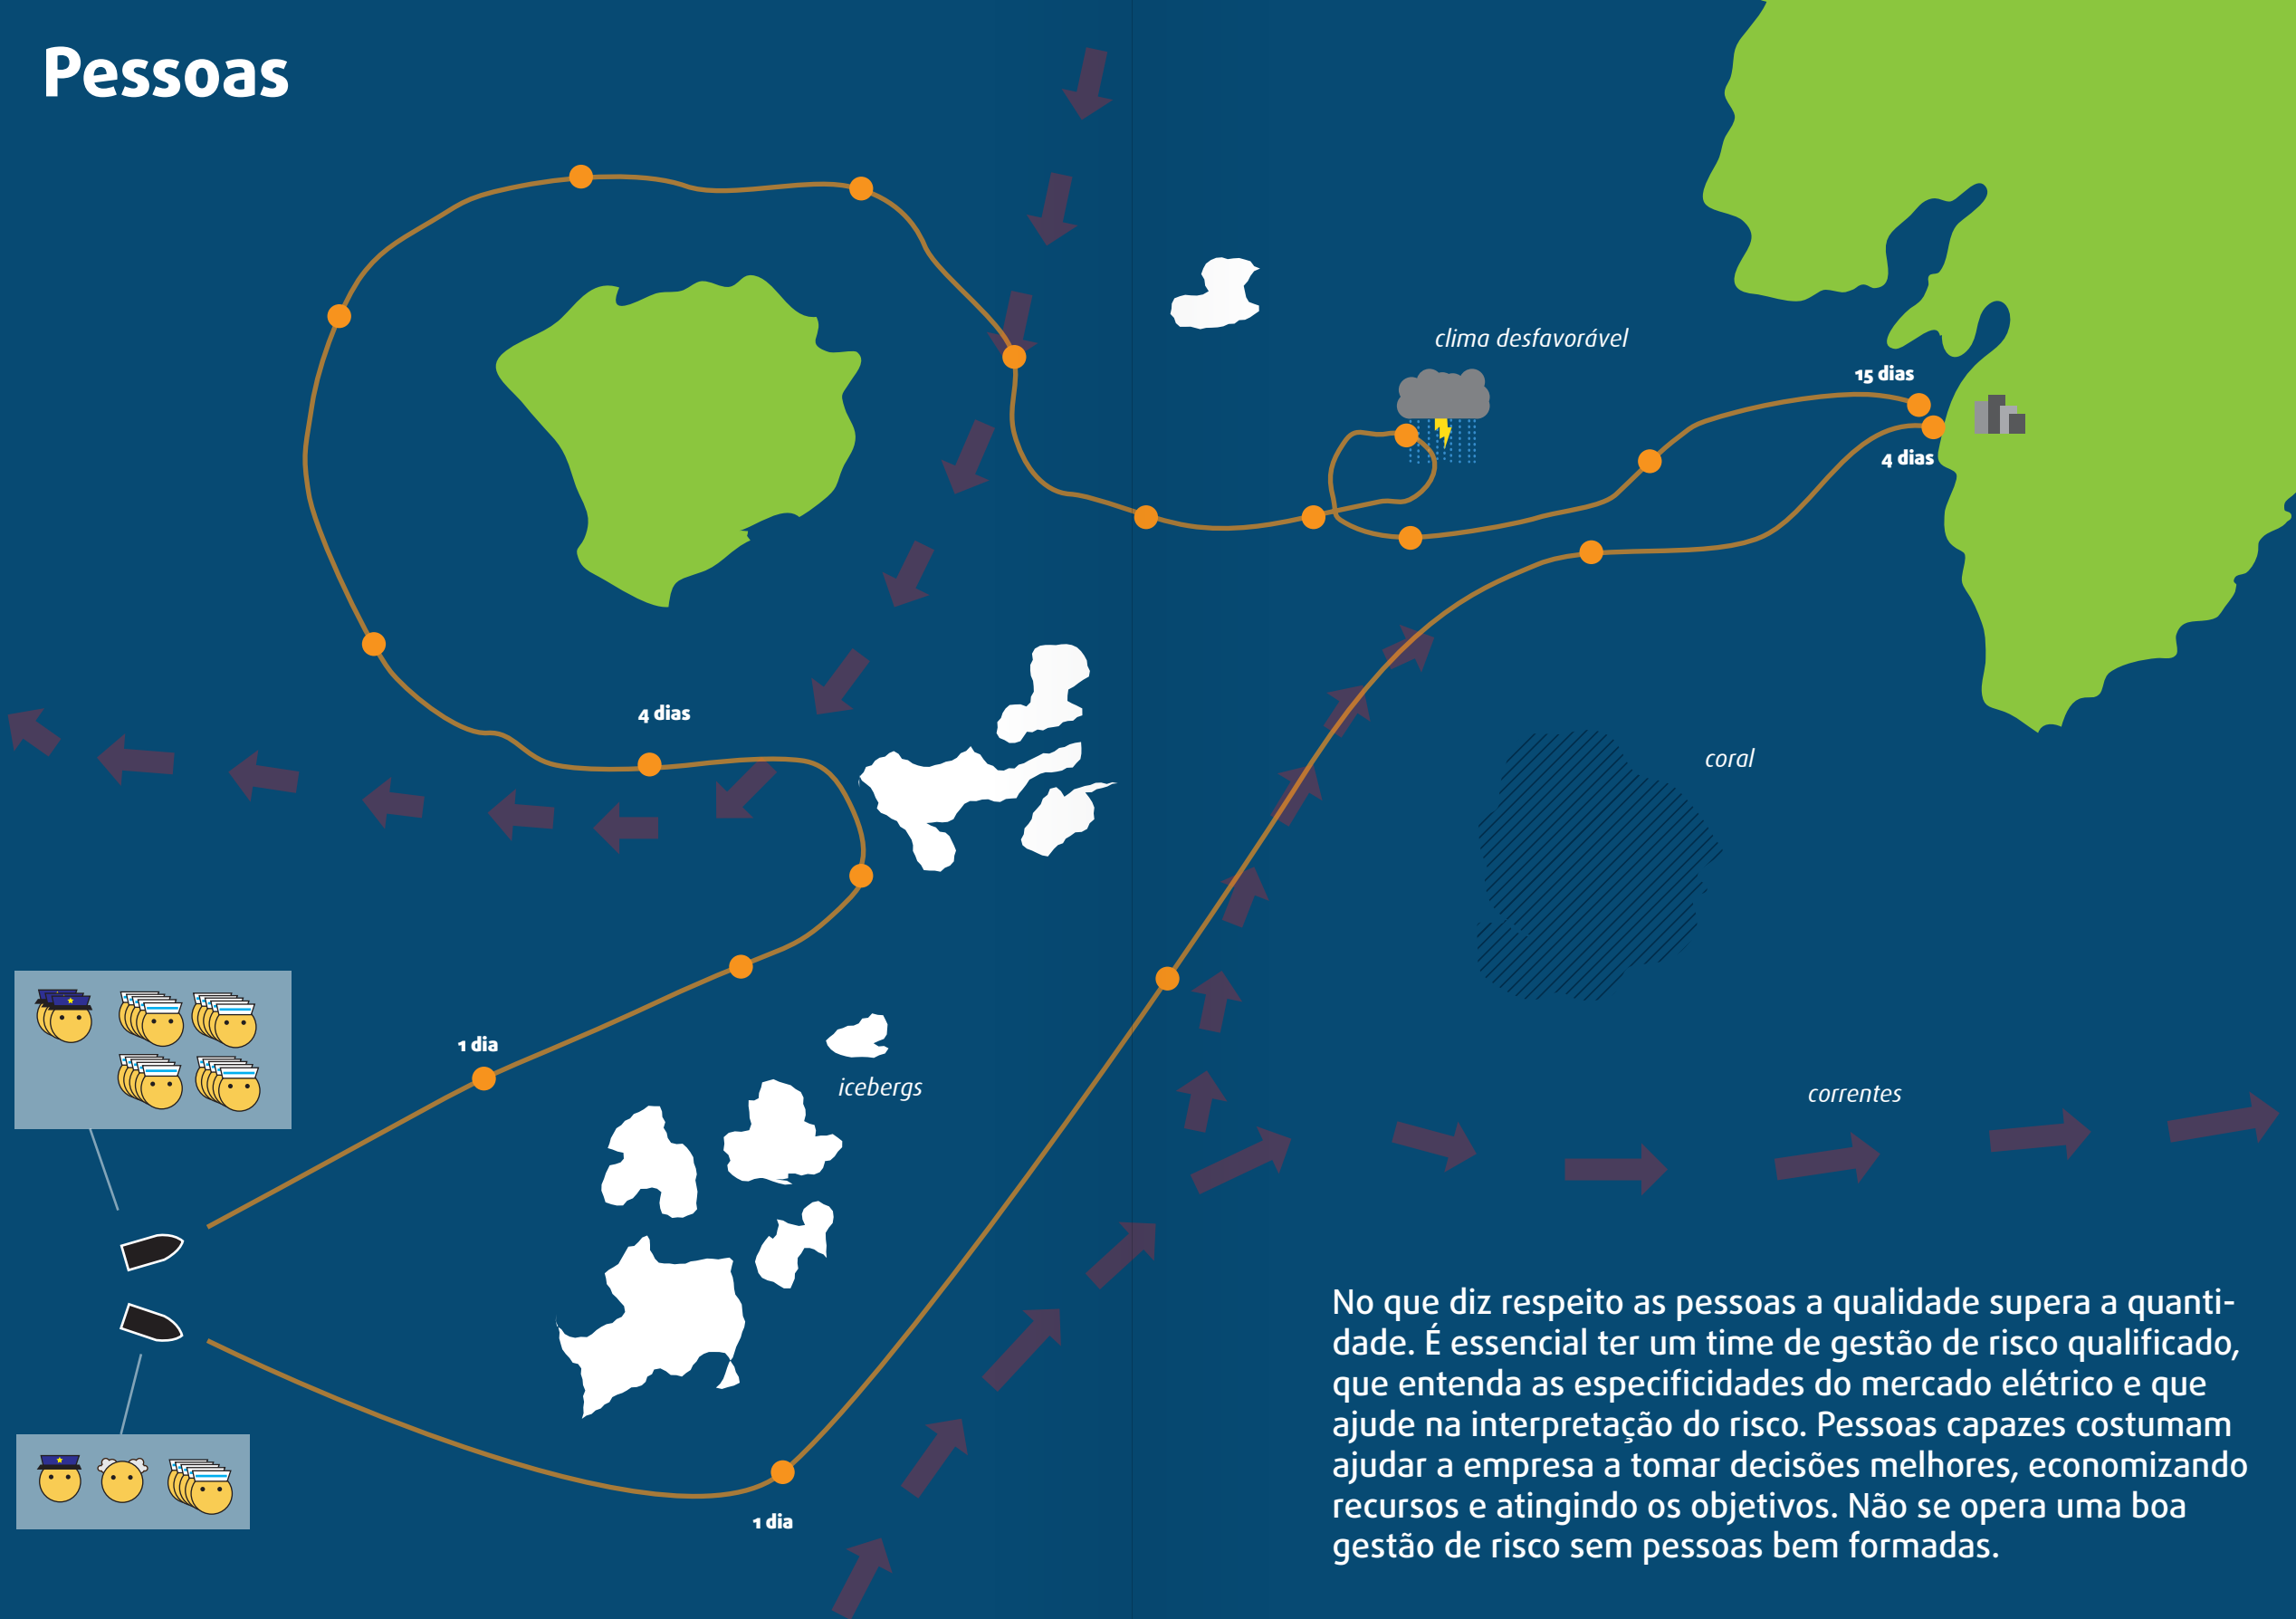 Pessoas
clima desfavorável
15 dias
4 dias
4 dias
coral
1 dia
icebergs
correntes
1 dia
No que diz respeito as pessoas a qualidade supera a quanti-
dade. É essencial ter um time de gestão de risco qualificado,
que entenda as especificidades do mercado elétrico e que
ajude na interpretação do risco. Pessoas capazes costumam
ajudar a empresa a tomar decisões melhores, economizando
recursos e atingindo os objetivos. Não se opera uma boa
gestão de risco sem pessoas bem formadas.